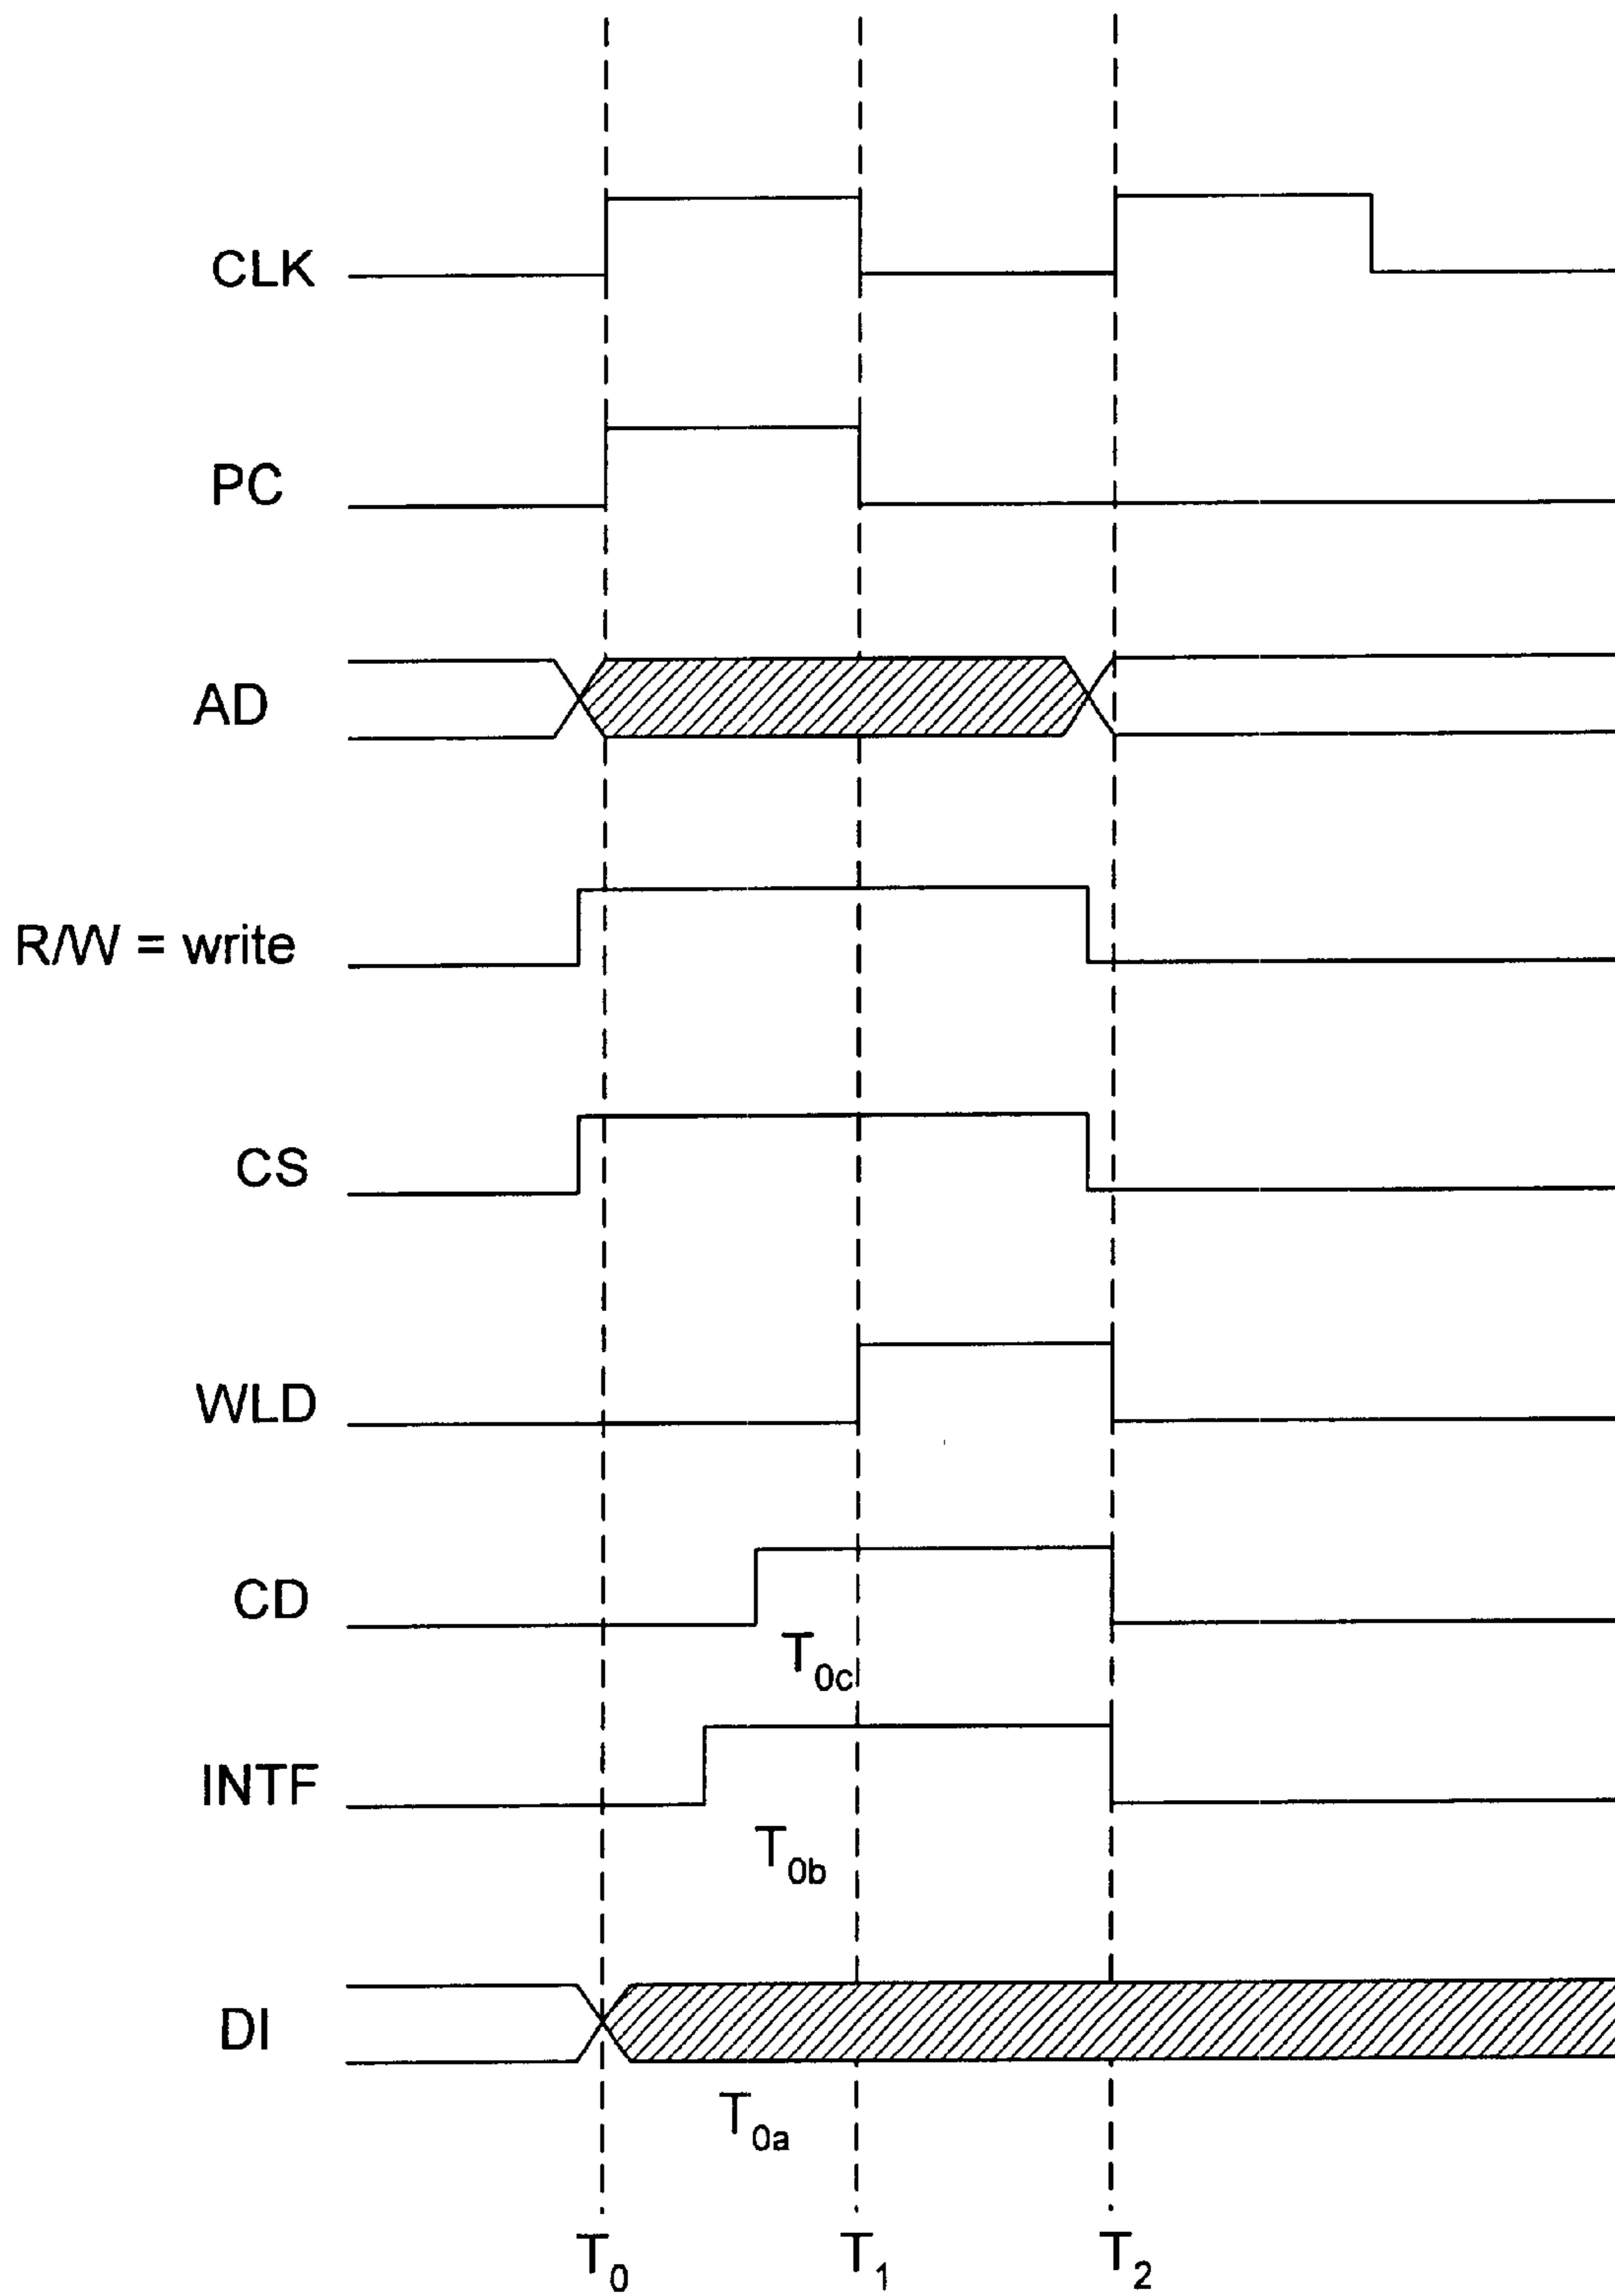 CLK
PC
AD
R/W = write
CS
WLD
CD
T0c
INTF
T0b
DI
T0a
T0 T1 T2